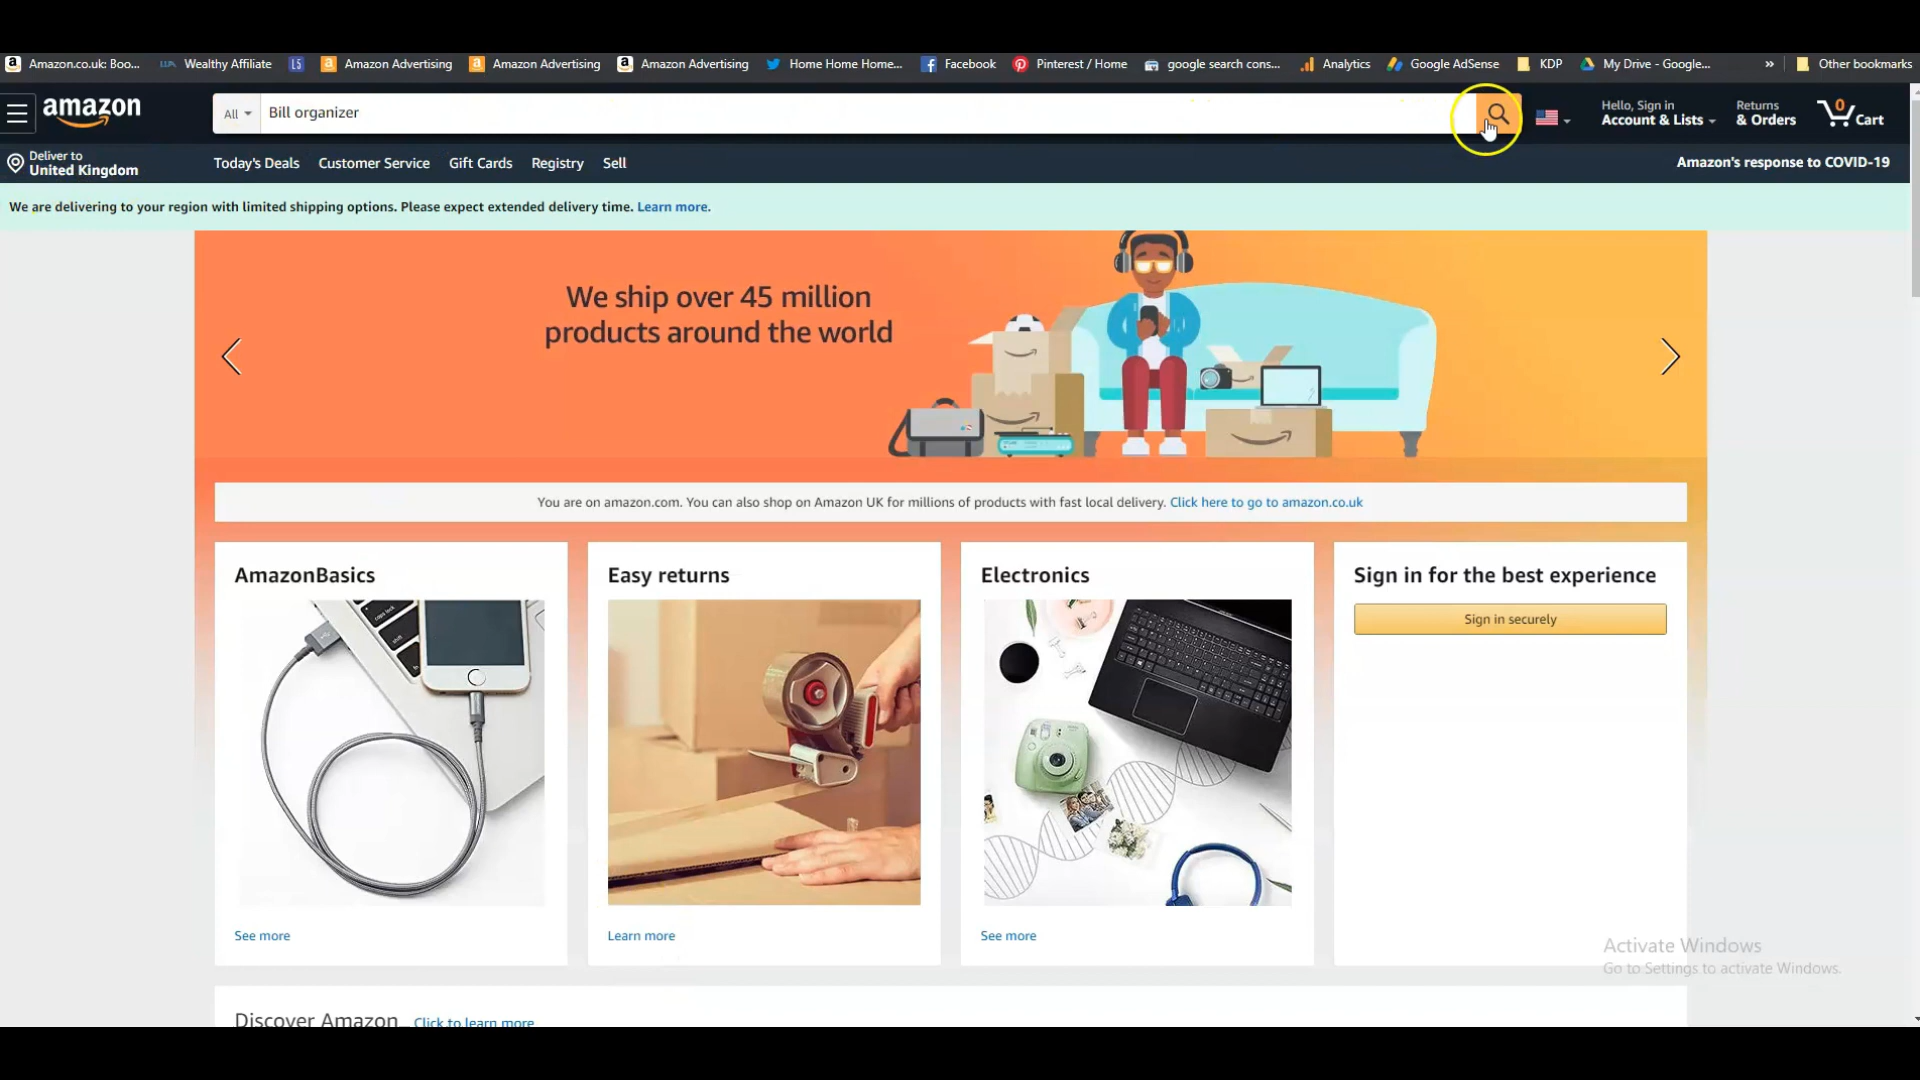 Amazon.co.uk: Boo...
Wealthy Affiliate
LS
Amazon Advertising
Amazon Advertising
Amazon Advertising
Home Home Home...
Facebook
Pinterest / Home
google search cons...
Analytics
Google AdSense
KDP
My Drive - Google...
»
Other bookmarks
amazon
All
Bill organizer
Hello, Sign in
Account & Lists
Returns
& Orders
0
Cart
Deliver to
United Kingdom
Today's Deals
Customer Service
Gift Cards
Registry
Sell
Amazon's response to COVID-19
We are delivering to your region with limited shipping options. Please expect extended delivery time. Learn more.
We ship over 45 million
products around the world
You are on amazon.com. You can also shop on Amazon UK for millions of products with fast local delivery. Click here to go to amazon.co.uk
AmazonBasics
Easy returns
Electronics
Sign in for the best experience
Sign in securely
See more
Learn more
See more
Activate Windows
Go to Settings to activate Windows.
Discover Amazon
Click to learn more